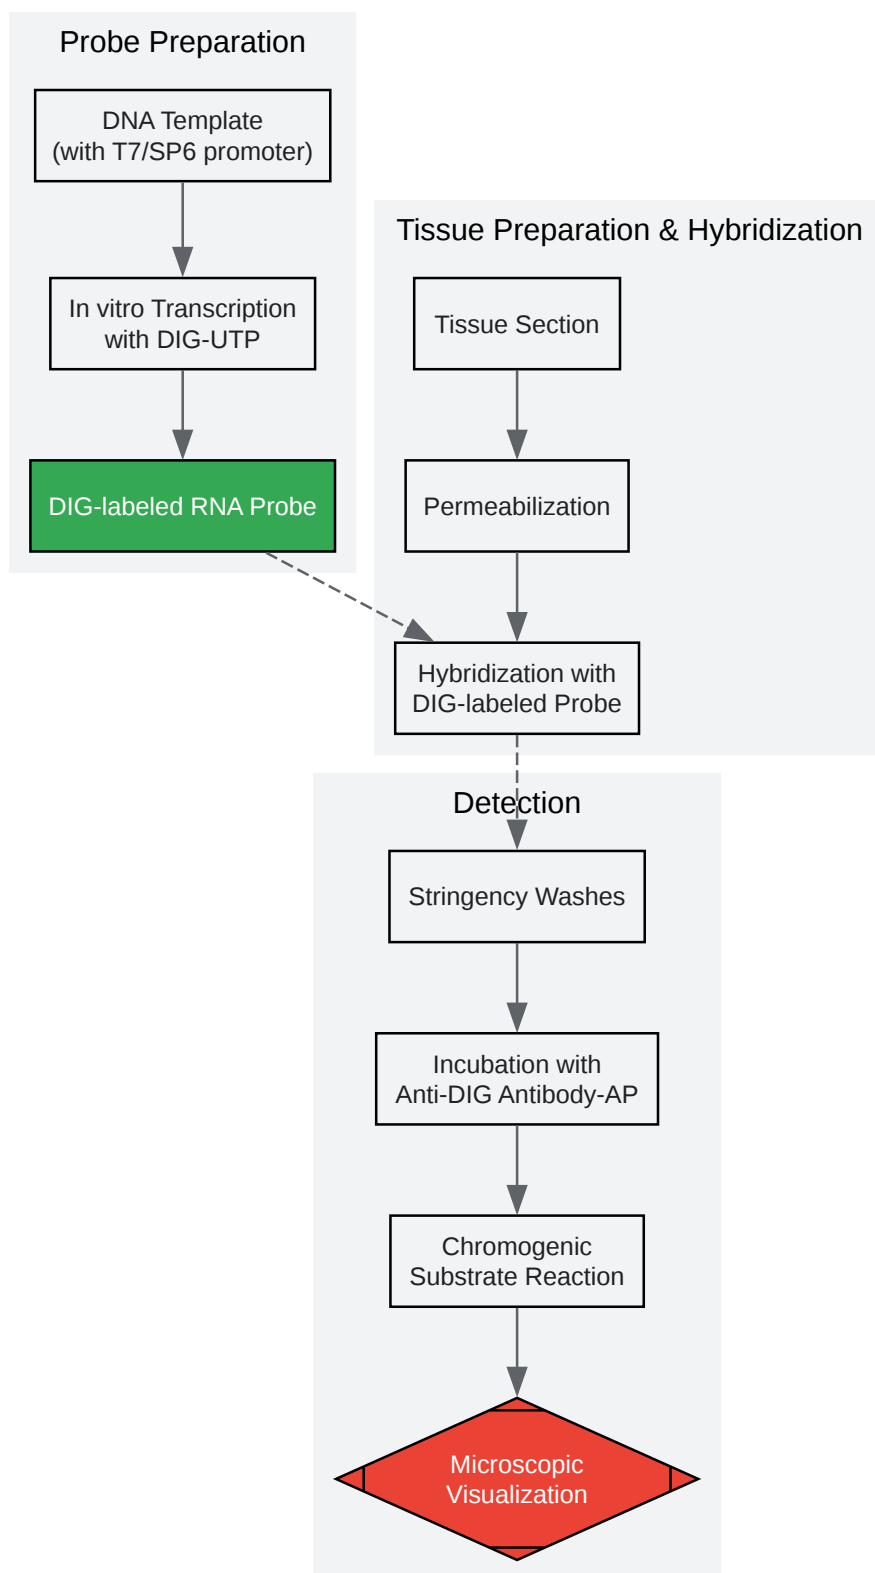 Probe Preparation
DNA Template
(with T7/SP6 promoter)
In vitro Transcription
with DIG-UTP
DIG-labeled RNA Probe
Tissue Preparation & Hybridization
Tissue Section
Permeabilization
Hybridization with
DIG-labeled Probe
Detection
Stringency Washes
Incubation with
Anti-DIG Antibody-AP
Chromogenic
Substrate Reaction
Microscopic
Visualization